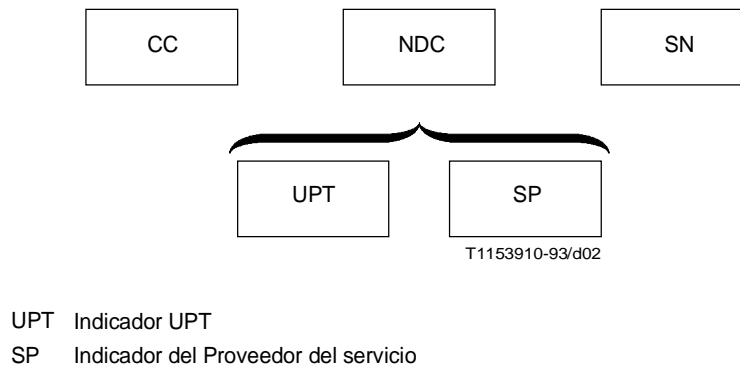 CC NDC SN
UPT SP
T1153910-93/d02
UPT Indicador UPT
SP Indicador del Proveedor del servicio